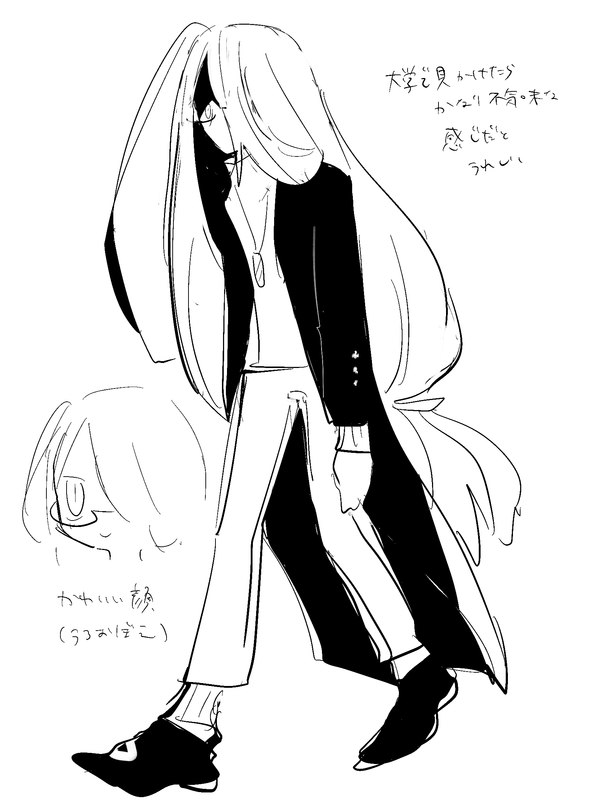 大学で見かけたら
かなり不気味な
感じだと
うれしい
かわいい顔
(うろおぼえ)